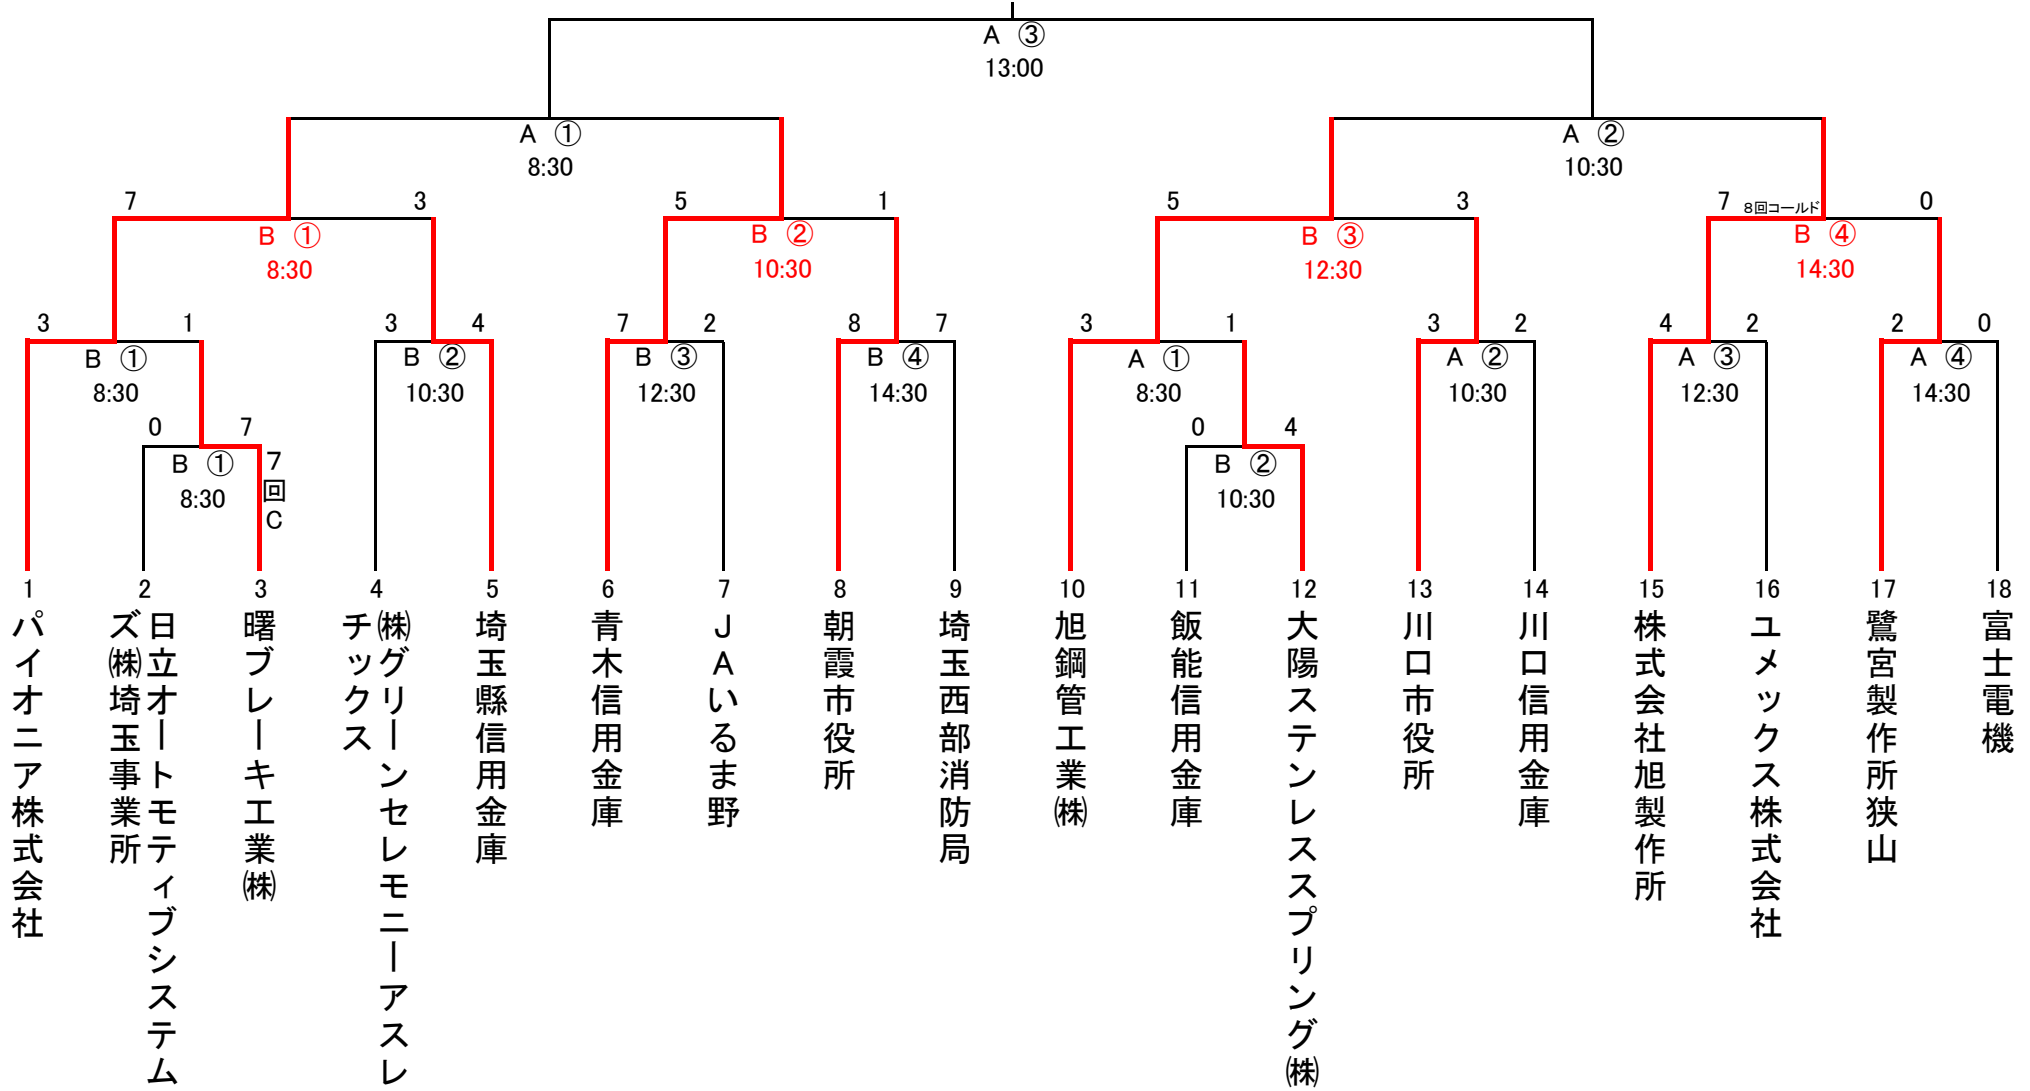 A ③
13:00
A ①
8:30
A ②
10:30
7 3
B ①
8:30
5 1
B ②
10:30
5 3
B ③
12:30
7 8回コールド 0
B ④
14:30
3 1
B ①
8:30
3 4
B ②
10:30
7 2
B ③
12:30
8 7
B ④
14:30
3 1
A ①
8:30
3 2
A ②
10:30
4 2
A ③
12:30
2 0
A ④
14:30
0 7
B ①
8:30
7回C
0 4
B ②
10:30
1
パイオニア株式会社
2
日立オートモティブシステム
ズ㈱埼玉事業所
3
曙ブレーキ工業㈱
4
㈱グリーンセレモニーアスレ
チックス
5
埼玉縣信用金庫
6
青木信用金庫
7
JAいるま野
8
朝霞市役所
9
埼玉西部消防局
10
旭鋼管工業㈱
11
飯能信用金庫
12
大陽ステンレススプリング㈱
13
川口市役所
14
川口信用金庫
15
株式会社旭製作所
16
ユメックス株式会社
17
鷺宮製作所狭山
18
富士電機